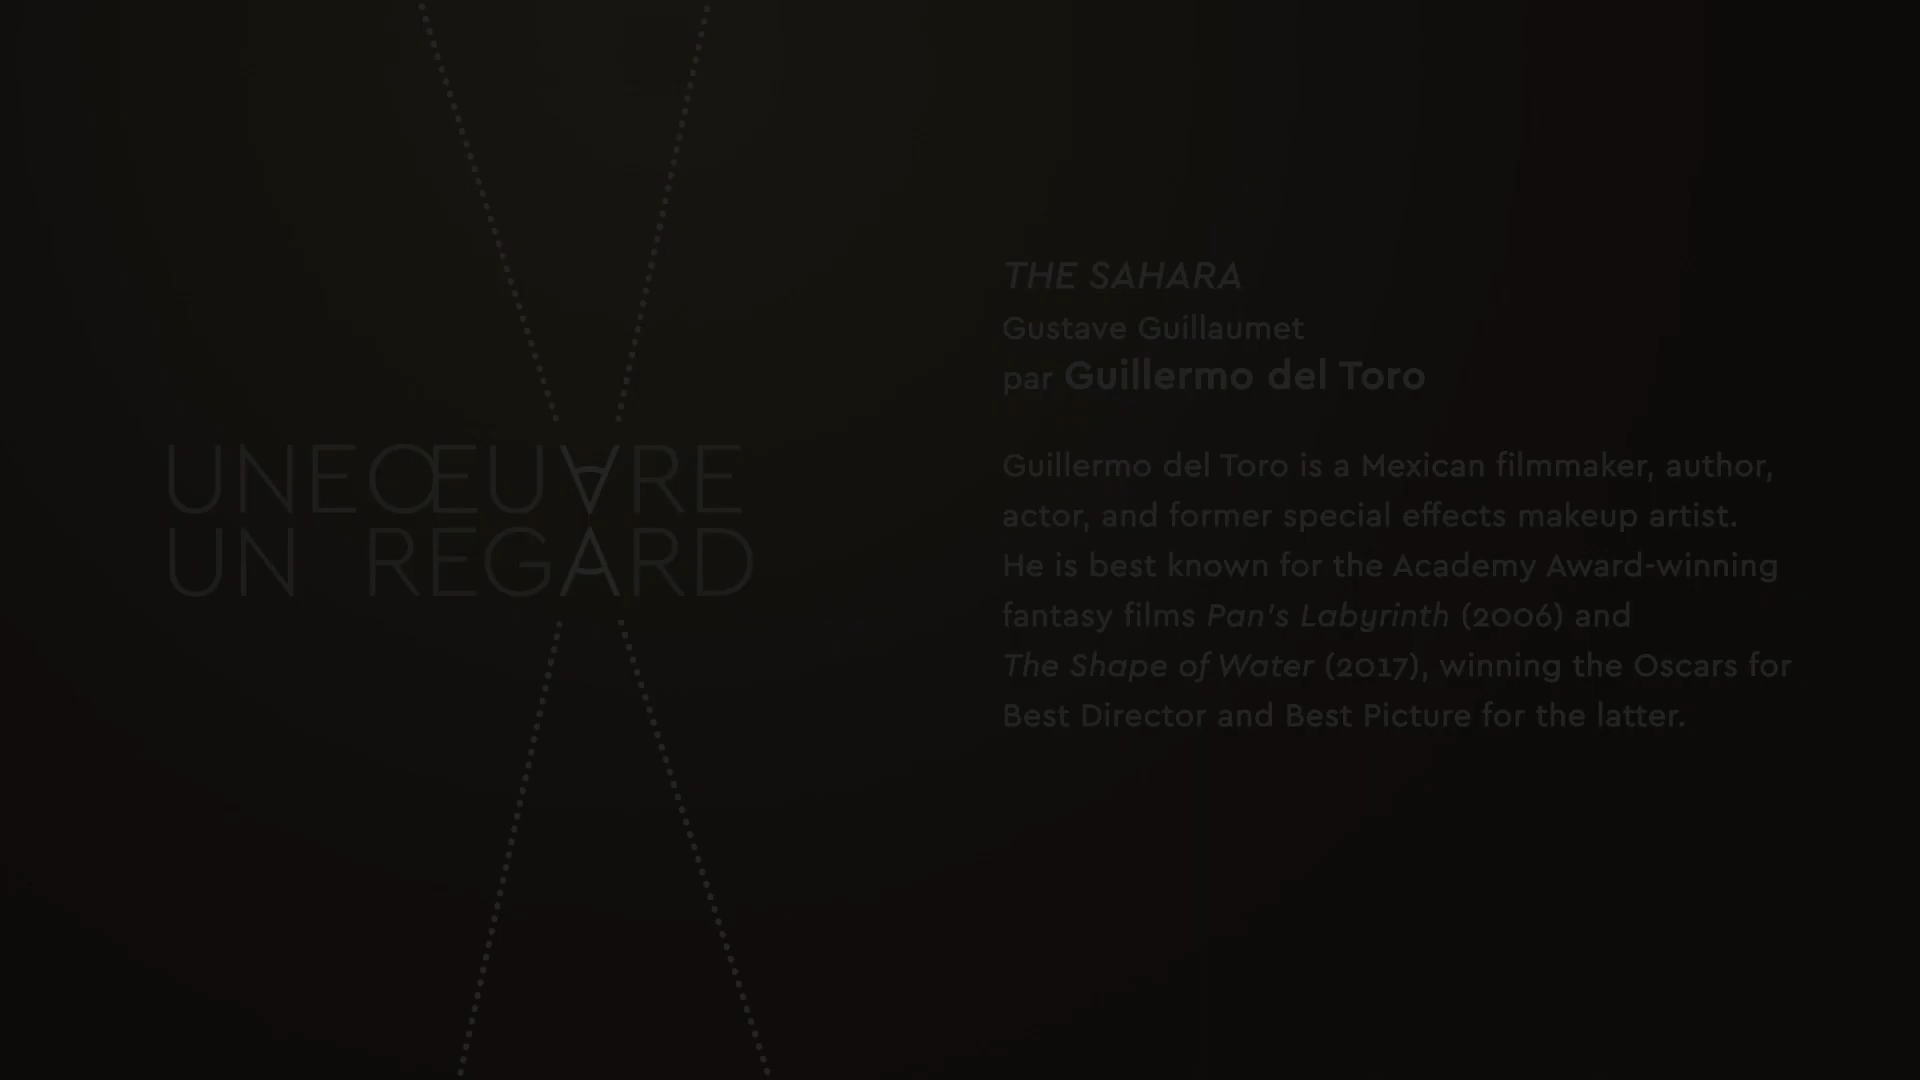 UNE ŒUVRE
UN REGARD
THE SAHARA
Gustave Guillaumet
par Guillermo del Toro
Guillermo del Toro is a Mexican filmmaker, author,
actor, and former special effects makeup artist.
He is best known for the Academy Award-winning
fantasy films Pan's Labyrinth (2006) and
The Shape of Water (2017), winning the Oscars for
Best Director and Best Picture for the latter.